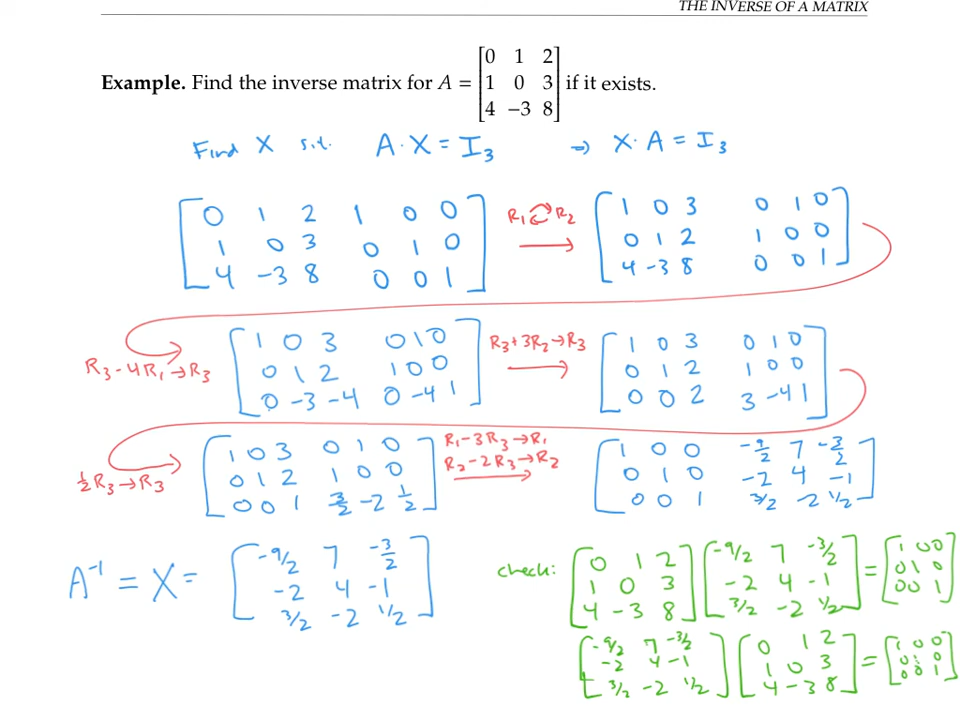 THE INVERSE OF A MATRIX
Example. Find the inverse matrix for A = [0 1 2; 1 0 3; 4 −3 8] if it exists.
Find X s.t. A·X = I₃ ⇒ X·A = I₃
[0 1 2 1 0 0; 1 0 3 0 1 0; 4 -3 8 0 0 1] R₁ ⟲ R₂ → [1 0 3 0 1 0; 0 1 2 1 0 0; 4 -3 8 0 0 1]
R₃-4R₁→R₃ [1 0 3 0 1 0; 0 1 2 1 0 0; 0 -3 -4 0 -4 1] R₃+3R₂→R₃ → [1 0 3 0 1 0; 0 1 2 1 0 0; 0 0 2 3 -4 1]
½R₃→R₃ [1 0 3 0 1 0; 0 1 2 1 0 0; 0 0 1 3/2 -2 1/2] R₁-3R₃→R₁ R₂-2R₃→R₂ → [1 0 0 -9/2 7 -3/2; 0 1 0 -2 4 -1; 0 0 1 3/2 -2 1/2]
A⁻¹ = X = [-9/2 7 -3/2; -2 4 -1; 3/2 -2 1/2]
check: [0 1 2; 1 0 3; 4 -3 8] [-9/2 7 -3/2; -2 4 -1; 3/2 -2 1/2] = [1 0 0; 0 1 0; 0 0 1]
[-9/2 7 -3/2; -2 4 -1; 3/2 -2 1/2] [0 1 2; 1 0 3; 4 -3 8] = [1 0 0; 0 1 0; 0 0 1]